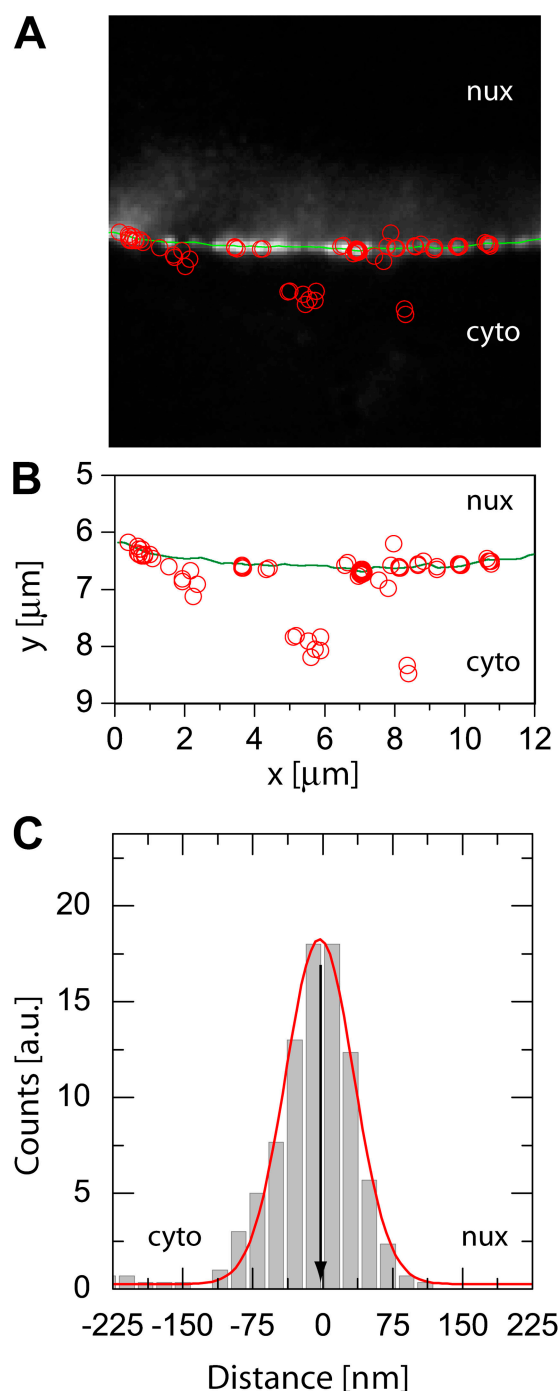 A
nux
cyto
B
5
6
7
8
9
y [μm]
nux
cyto
0 2 4 6 8 10 12
x [μm]
C
20
15
10
5
0
Counts [a.u.]
cyto
nux
-225 -150 -75 0 75 150 225
Distance [nm]